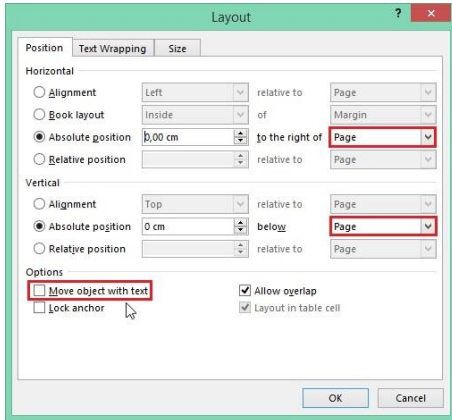 Layout ?
Position Text Wrapping Size
Horizontal
Alignment Left relative to Page
Book layout Inside of Margin
Absolute position 0,00 cm to the right of Page
Relative position relative to Page
Vertical
Alignment Top relative to Page
Absolute position 0 cm below Page
Relative position relative to Page
Options
Move object with text Allow overlap
Lock anchor Layout in table cell
OK Cancel